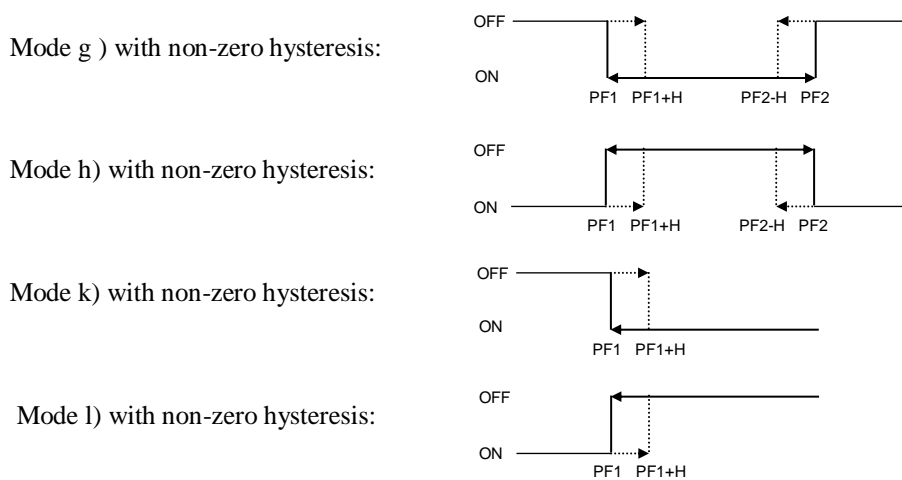 OFF
Mode g ) with non-zero hysteresis:
ON
PF1 PF1+H PF2-H PF2
OFF
Mode h) with non-zero hysteresis:
ON
PF1 PF1+H PF2-H PF2
OFF
Mode k) with non-zero hysteresis:
ON
PF1 PF1+H
OFF
Mode l) with non-zero hysteresis:
ON
PF1 PF1+H